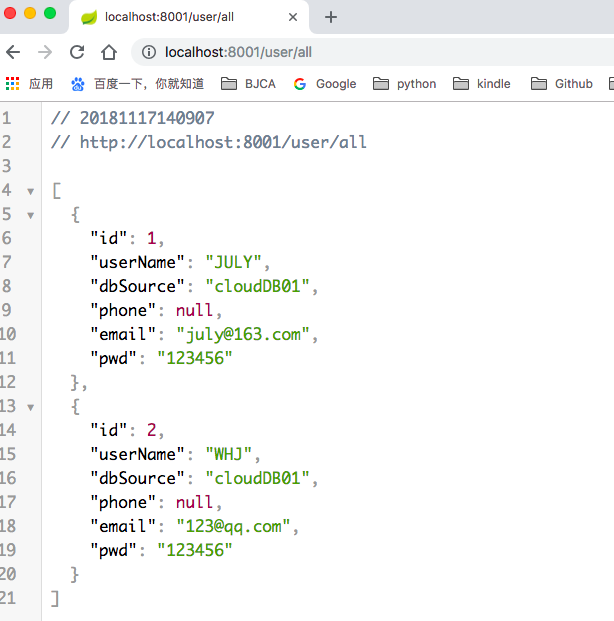 localhost:8001/user/all
localhost:8001/user/all
应用 百度一下，你就知道 BJCA Google python kindle Github
1 // 20181117140907
2 // http://localhost:8001/user/all
3
4 [
5 {
6 "id": 1,
7 "userName": "JULY",
8 "dbSource": "cloudDB01",
9 "phone": null,
10 "email": "july@163.com",
11 "pwd": "123456"
12 },
13 {
14 "id": 2,
15 "userName": "WHJ",
16 "dbSource": "cloudDB01",
17 "phone": null,
18 "email": "123@qq.com",
19 "pwd": "123456"
20 }
21 ]